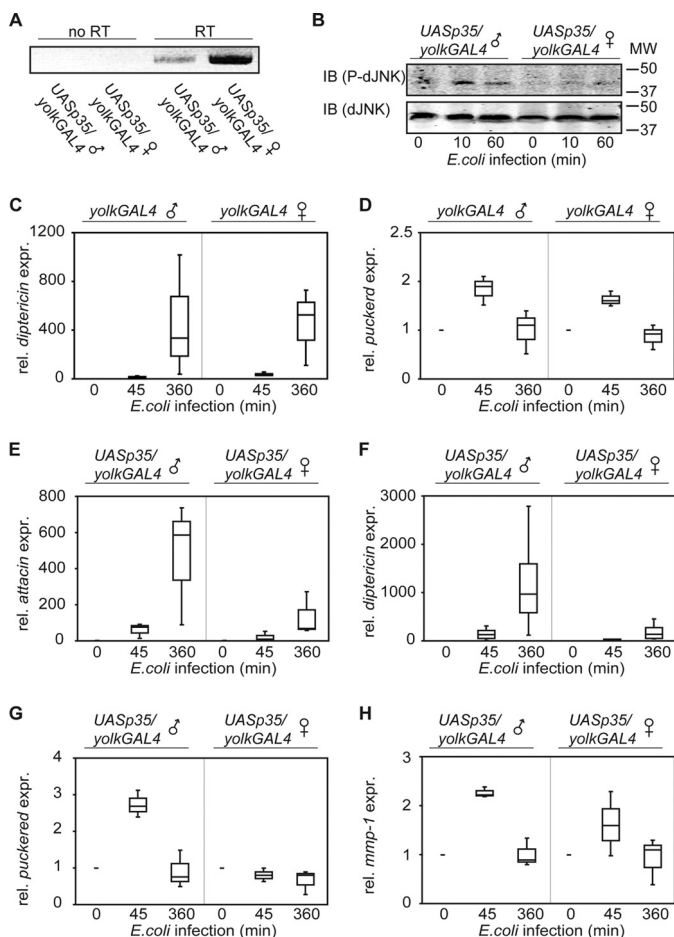 A
no RT RT
UASp35/ yolkGAL4 ♂
UASp35/ yolkGAL4 ♀
UASp35/ yolkGAL4 ♂
UASp35/ yolkGAL4 ♀
B
UASp35/ UASp35/
yolkGAL4 ♂ yolkGAL4 ♀ MW
IB (P-dJNK)
50
37
IB (dJNK)
50
37
0 10 60 0 10 60
E.coli infection (min)
C
yolkGAL4 ♂ yolkGAL4 ♀
rel. diptericin expr.
1200
800
400
0
0 45 360 0 45 360
E.coli infection (min)
D
yolkGAL4 ♂ yolkGAL4 ♀
rel. puckerd expr.
2.5
2
1
1
0 45 360 0 45 360
E.coli infection (min)
E
UASp35/ UASp35/
yolkGAL4 ♂ yolkGAL4 ♀
rel. attacin expr.
800
600
400
200
0
0 45 360 0 45 360
E.coli infection (min)
F
UASp35/ UASp35/
yolkGAL4 ♂ yolkGAL4 ♀
rel. diptericin expr.
3000
2000
1000
0
0 45 360 0 45 360
E.coli infection (min)
G
UASp35/ UASp35/
yolkGAL4 ♂ yolkGAL4 ♀
rel. puckered expr.
4
3
2
1
0
0 45 360 0 45 360
E.coli infection (min)
H
UASp35/ UASp35/
yolkGAL4 ♂ yolkGAL4 ♀
rel. mmp-1 expr.
3
2
1
0
0 45 360 0 45 360
E.coli infection (min)